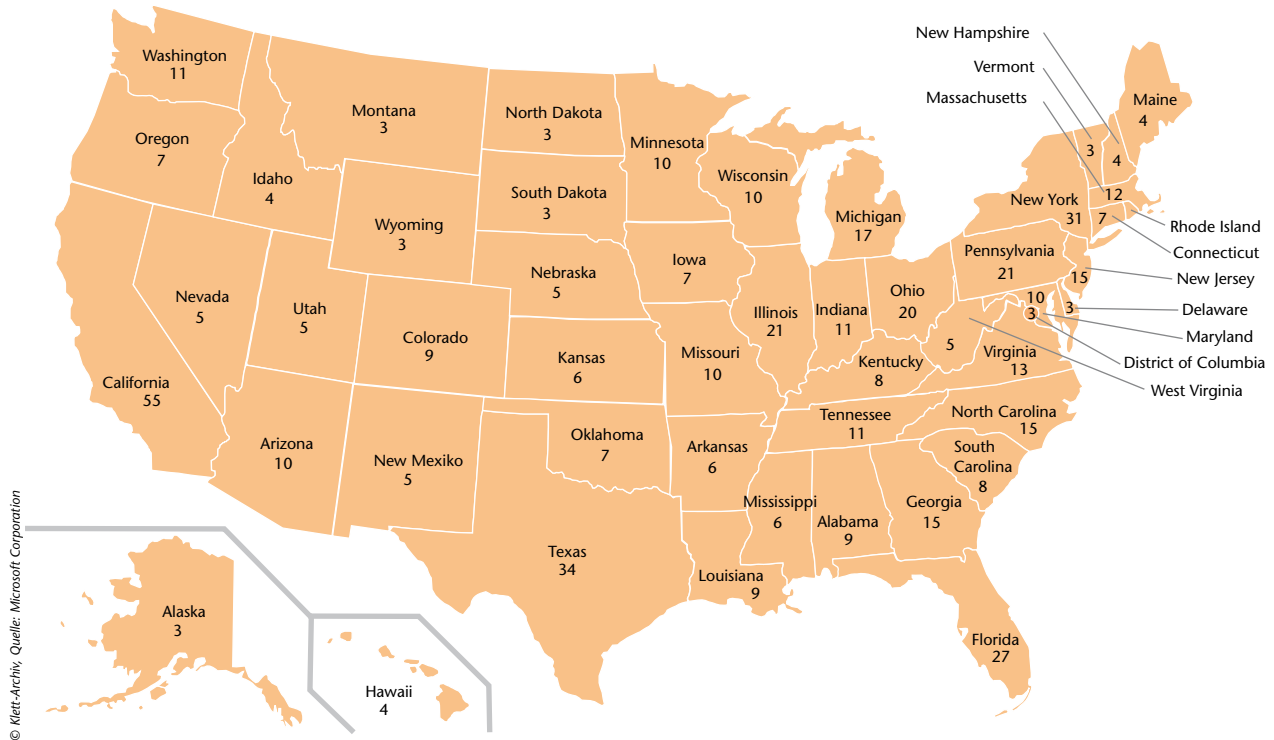 Washington
11
Oregon
7
Idaho
4
Montana
3
Wyoming
3
North Dakota
3
South Dakota
3
Nebraska
5
Minnesota
10
Wisconsin
10
Michigan
17
Iowa
7
Nevada
5
Utah
5
Colorado
9
Kansas
6
Missouri
10
Illinois
21
Indiana
11
Ohio
20
Kentucky
8
California
55
Arizona
10
New Mexiko
5
Oklahoma
7
Arkansas
6
Tennessee
11
Mississippi
6
Alabama
9
Georgia
15
Texas
34
Louisiana
9
Florida
27
South
Carolina
8
North Carolina
15
Virginia
13
5
West Virginia
District of Columbia
3
Maryland
10
Delaware
3
New Jersey
15
Pennsylvania
21
New York
31
Connecticut
7
Rhode Island
Massachusetts
12
Vermont
3
New Hampshire
4
Maine
4
Alaska
3
Hawaii
4
© Klett-Archiv, Quelle: Microsoft Corporation